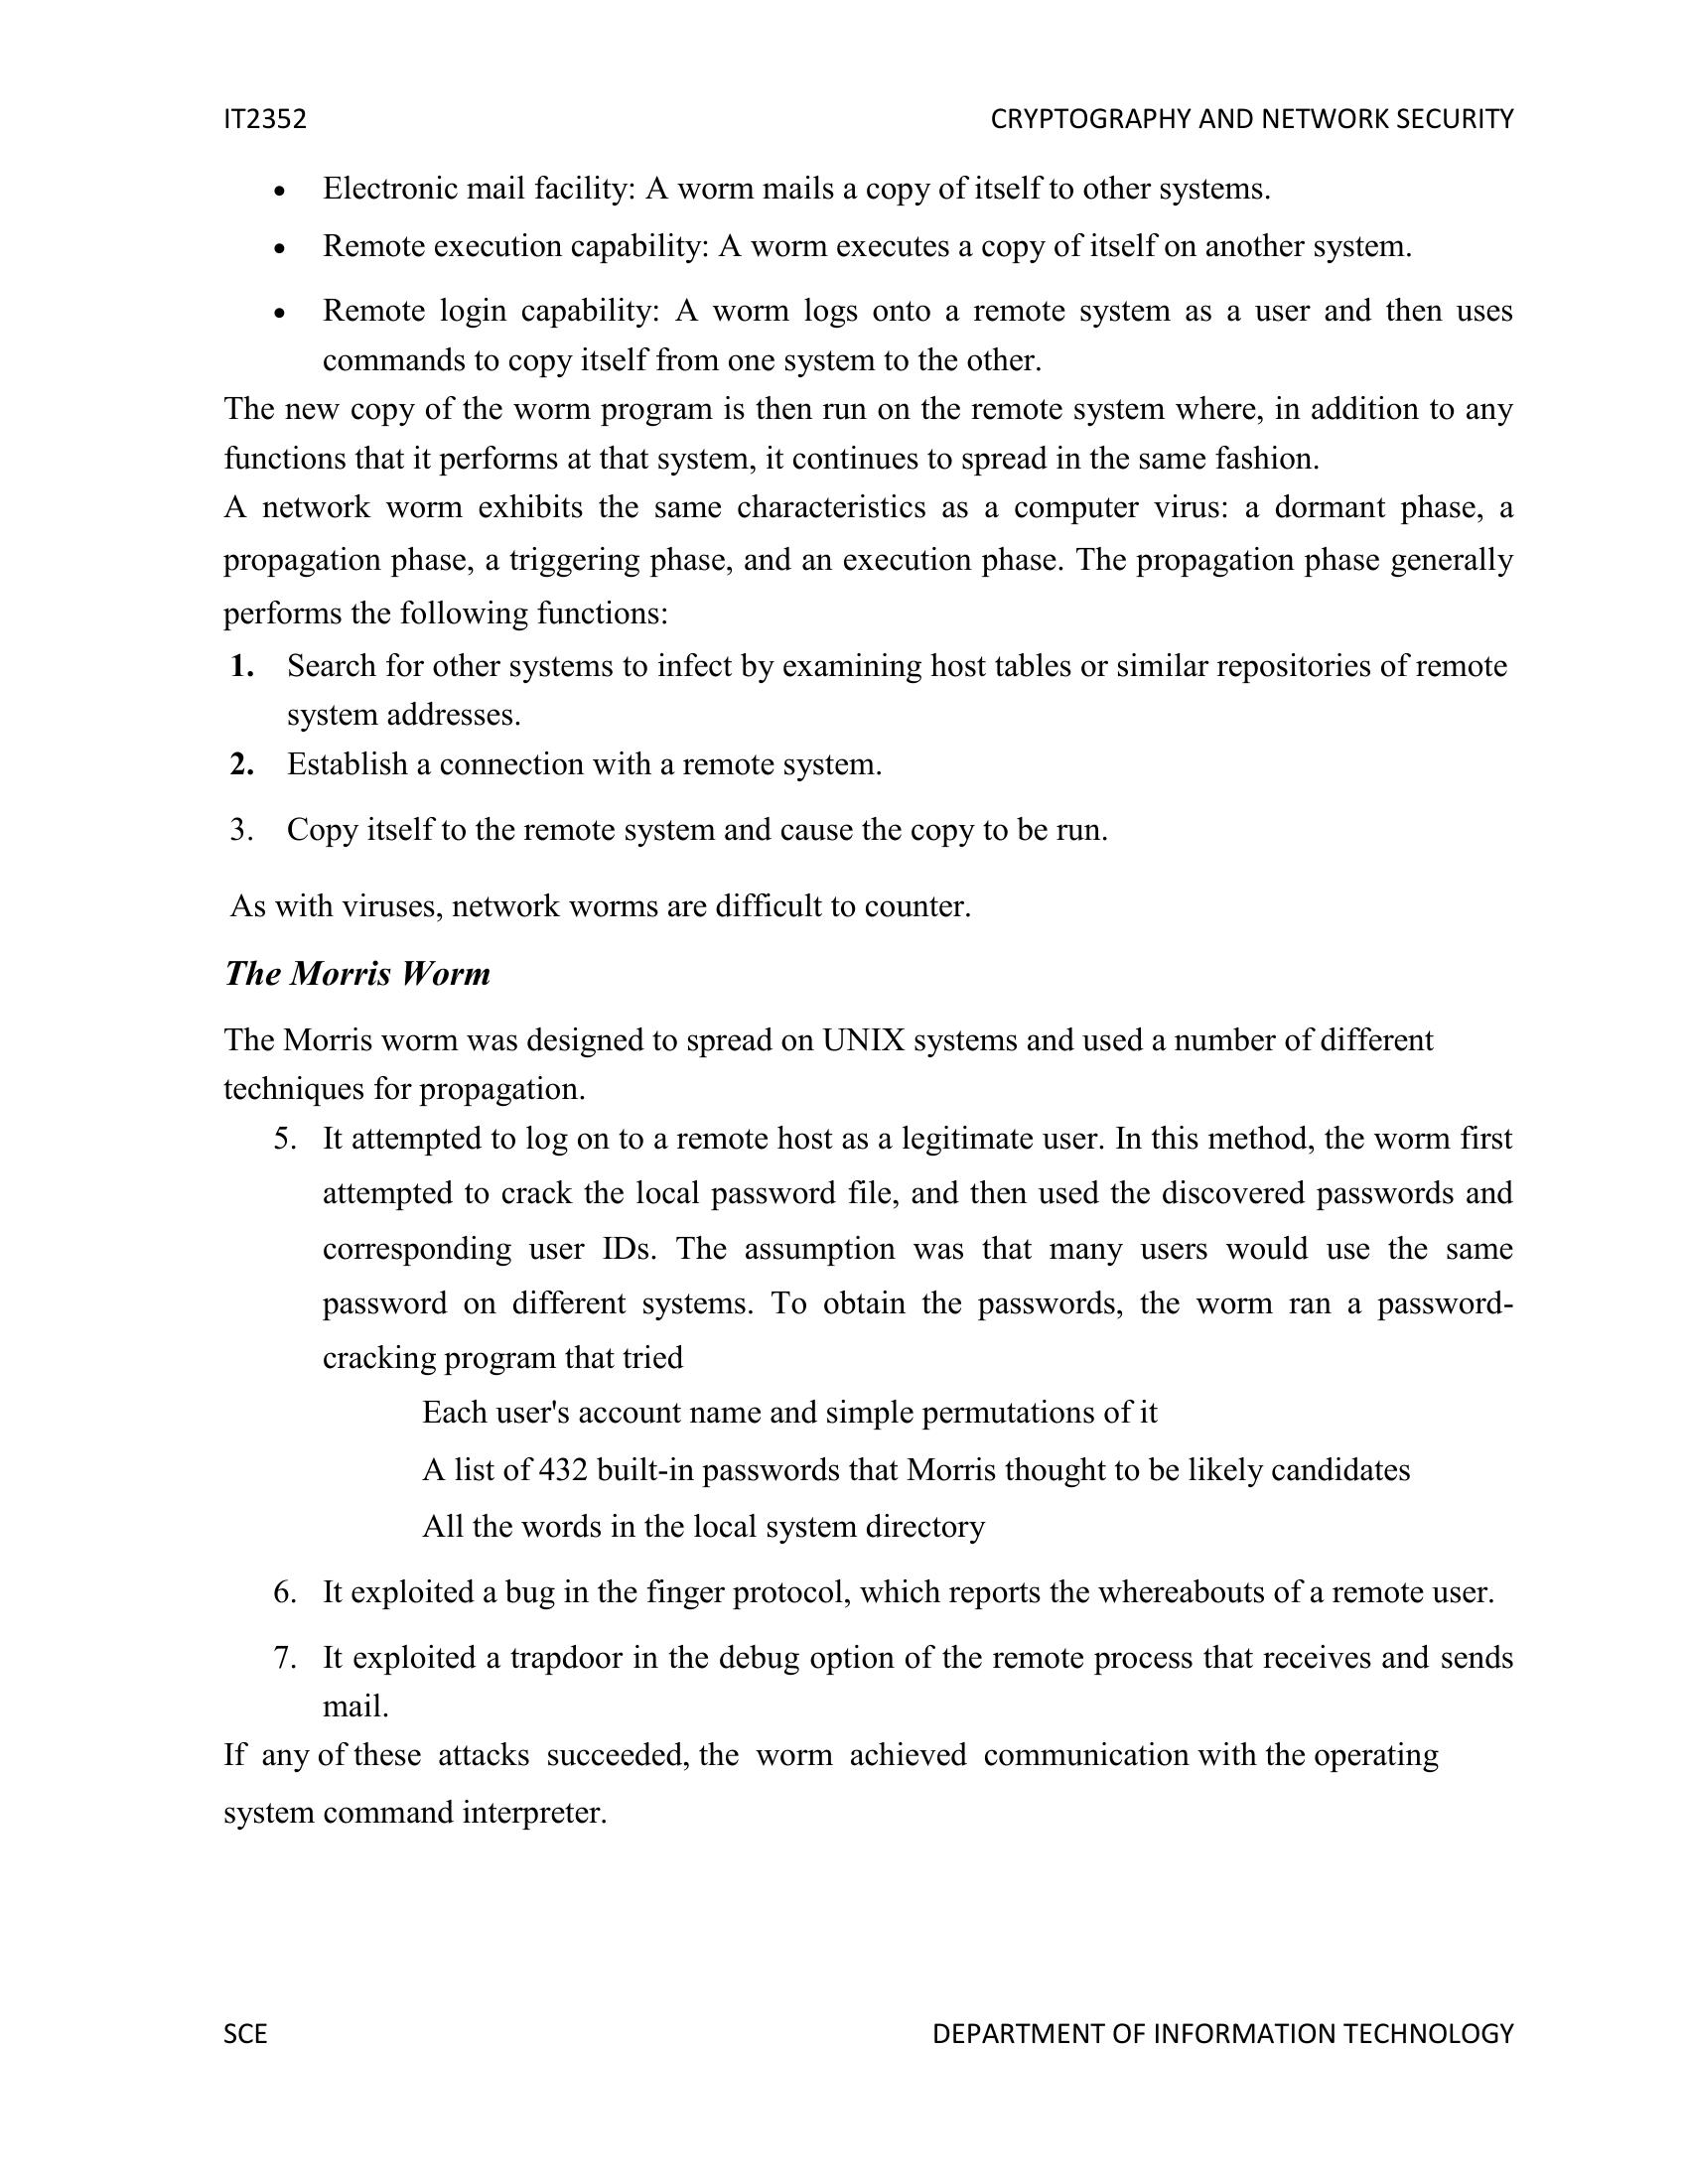 IT2352 CRYPTOGRAPHY AND NETWORK SECURITY
• Electronic mail facility: A worm mails a copy of itself to other systems.
• Remote execution capability: A worm executes a copy of itself on another system.
• Remote login capability: A worm logs onto a remote system as a user and then uses
commands to copy itself from one system to the other.
The new copy of the worm program is then run on the remote system where, in addition to any
functions that it performs at that system, it continues to spread in the same fashion.
A network worm exhibits the same characteristics as a computer virus: a dormant phase, a
propagation phase, a triggering phase, and an execution phase. The propagation phase generally
performs the following functions:
1. Search for other systems to infect by examining host tables or similar repositories of remote
system addresses.
2. Establish a connection with a remote system.
3. Copy itself to the remote system and cause the copy to be run.
As with viruses, network worms are difficult to counter.
The Morris Worm
The Morris worm was designed to spread on UNIX systems and used a number of different
techniques for propagation.
5. It attempted to log on to a remote host as a legitimate user. In this method, the worm first
attempted to crack the local password file, and then used the discovered passwords and
corresponding user IDs. The assumption was that many users would use the same
password on different systems. To obtain the passwords, the worm ran a password-
cracking program that tried
Each user's account name and simple permutations of it
A list of 432 built-in passwords that Morris thought to be likely candidates
All the words in the local system directory
6. It exploited a bug in the finger protocol, which reports the whereabouts of a remote user.
7. It exploited a trapdoor in the debug option of the remote process that receives and sends
mail.
If any of these attacks succeeded, the worm achieved communication with the operating
system command interpreter.
SCE DEPARTMENT OF INFORMATION TECHNOLOGY